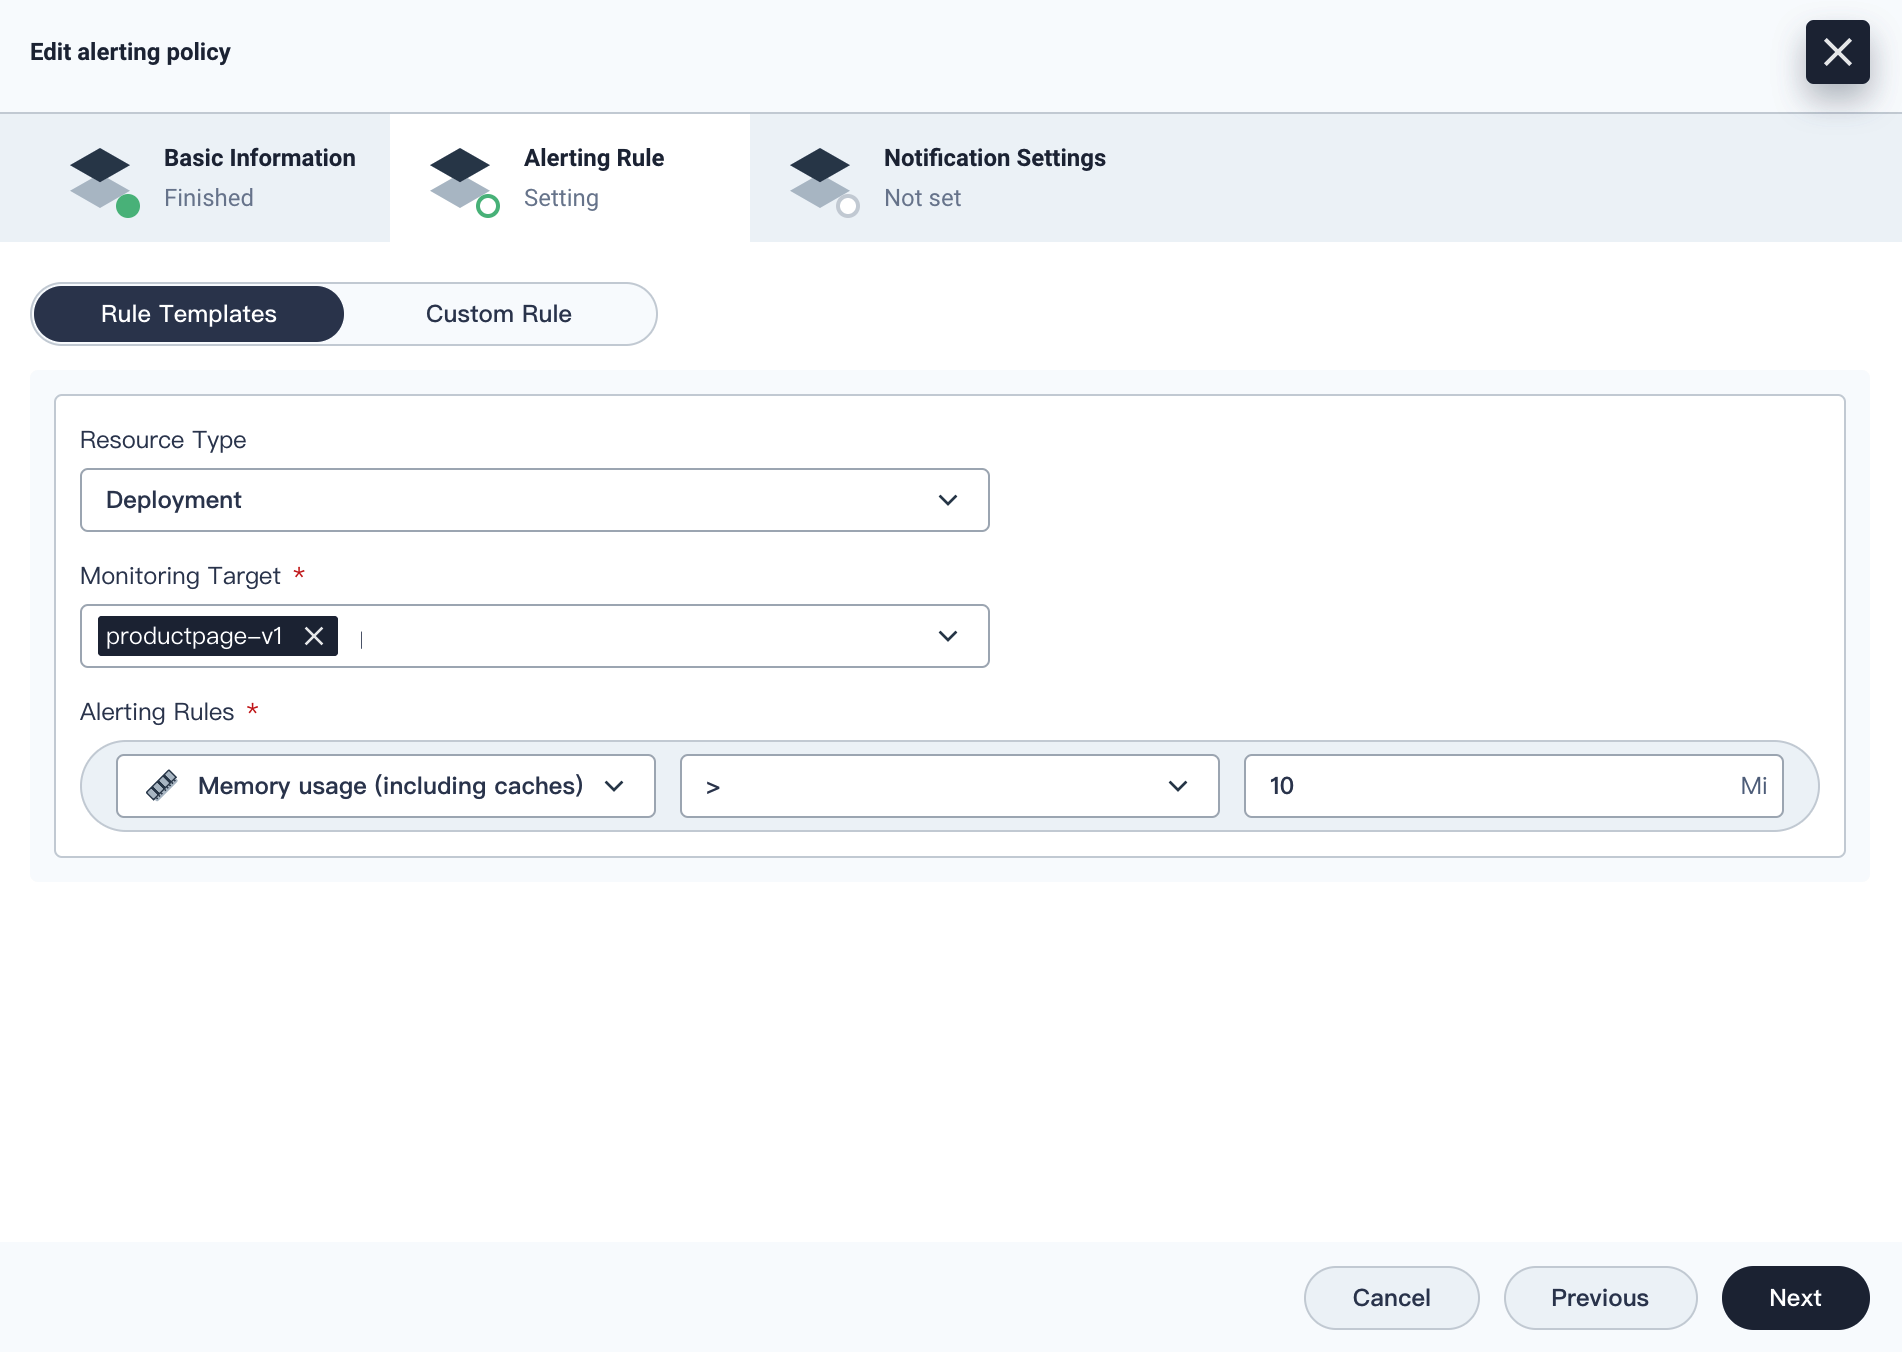 Edit alerting policy
Basic Information
Finished
Alerting Rule
Setting
Notification Settings
Not set
Rule Templates
Custom Rule
Resource Type
Deployment
Monitoring Target *
productpage-v1
Alerting Rules *
Memory usage (including caches)
>
10 Mi
Cancel
Previous
Next